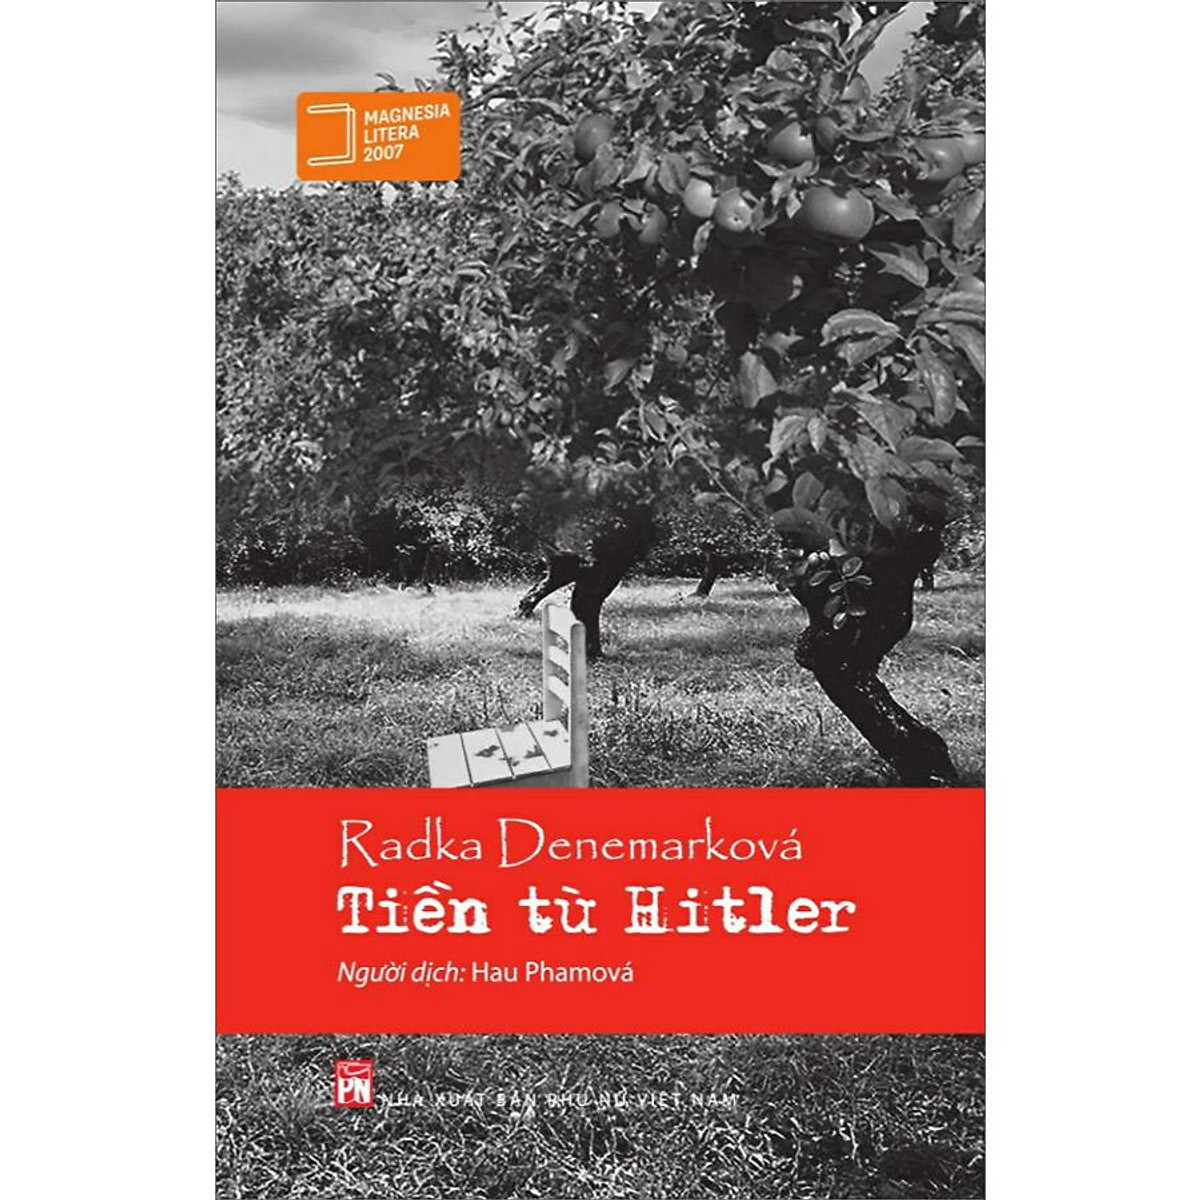 MAGNESIA
LITERA
2007
Radka Denemarková
Tiền từ Hitler
Người dịch: Hau Phamová
PN
NHÀ XUẤT BẢN PHỤ NỮ VIỆT NAM